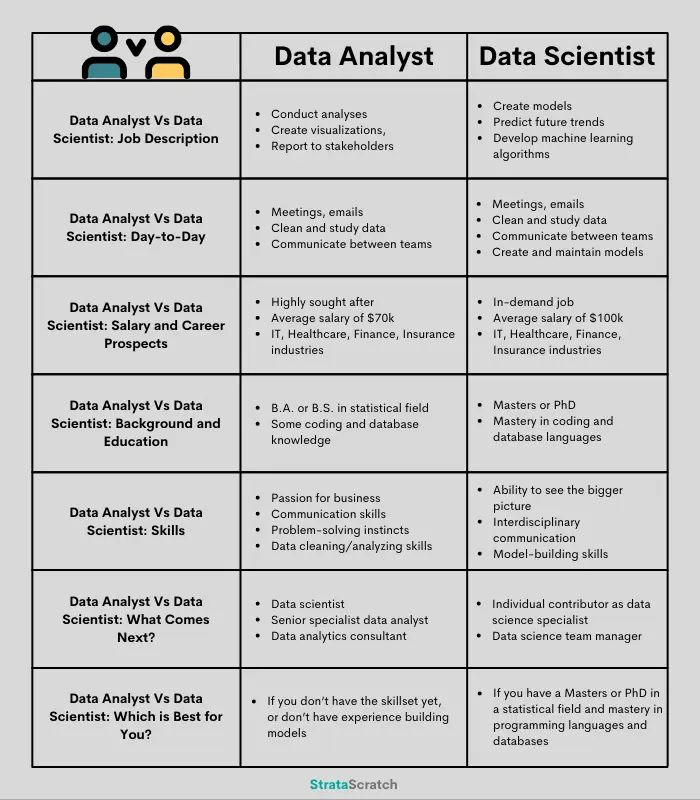 Data Analyst
Data Scientist
Data Analyst Vs Data
Scientist: Job Description
• Conduct analyses
• Create visualizations,
• Report to stakeholders
• Create models
• Predict future trends
• Develop machine learning
algorithms
Data Analyst Vs Data
Scientist: Day-to-Day
• Meetings, emails
• Clean and study data
• Communicate between teams
• Meetings, emails
• Clean and study data
• Communicate between teams
• Create and maintain models
Data Analyst Vs Data
Scientist: Salary and Career
Prospects
• Highly sought after
• Average salary of $70k
• IT, Healthcare, Finance, Insurance
industries
• In-demand job
• Average salary of $100k
• IT, Healthcare, Finance,
Insurance industries
Data Analyst Vs Data
Scientist: Background and
Education
• B.A. or B.S. in statistical field
• Some coding and database
knowledge
• Masters or PhD
• Mastery in coding and
database languages
Data Analyst Vs Data
Scientist: Skills
• Passion for business
• Communication skills
• Problem-solving instincts
• Data cleaning/analyzing skills
• Ability to see the bigger
picture
• Interdisciplinary
communication
• Model-building skills
Data Analyst Vs Data
Scientist: What Comes
Next?
• Data scientist
• Senior specialist data analyst
• Data analytics consultant
• Individual contributor as data
science specialist
• Data science team manager
Data Analyst Vs Data
Scientist: Which is Best for
You?
• If you don’t have the skillset yet,
or don’t have experience building
models
• If you have a Masters or PhD in
a statistical field and mastery in
programming languages and
databases
StrataScratch